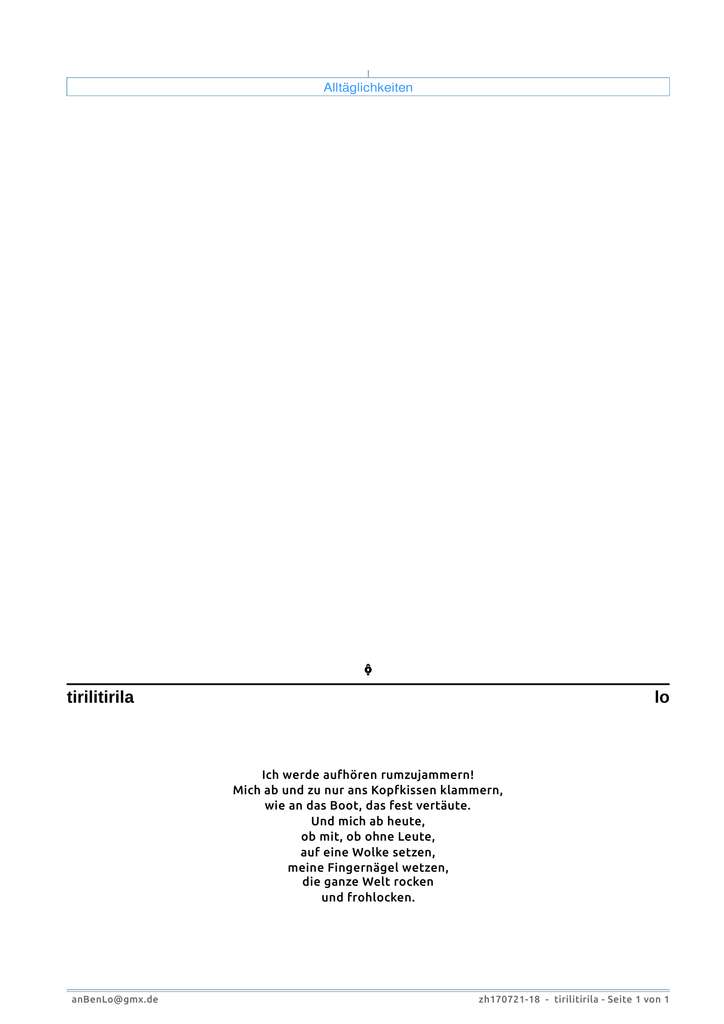 Alltäglichkeiten
tirilitirila lo
Ich werde aufhören rumzujammern!
Mich ab und zu nur ans Kopfkissen klammern,
wie an das Boot, das fest vertäute.
Und mich ab heute,
ob mit, ob ohne Leute,
auf eine Wolke setzen,
meine Fingernägel wetzen,
die ganze Welt rocken
und frohlocken.
anBenLo@gmx.de zh170721-18 - tirilitirila - Seite 1 von 1